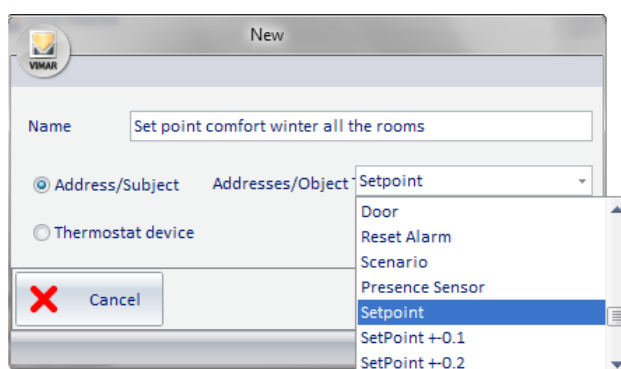 New
VIMAR
Name Set point comfort winter all the rooms
Address/Subject Addresses/Object Setpoint
Door
Thermostat device
Reset Alarm
Scenario
Presence Sensor
Cancel
Setpoint
SetPoint +-0.1
SetPoint +-0.2